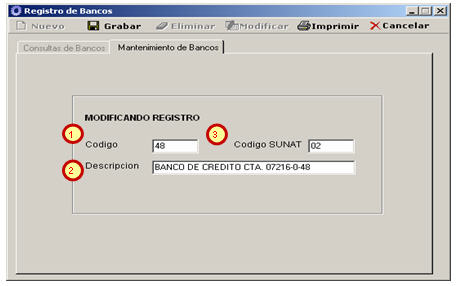 Registro de Bancos
Nuevo Grabar Eliminar Modificar Imprimir Cancelar
Consultas de Bancos Mantenimiento de Bancos
MODIFICANDO REGISTRO
1 3
Codigo 48 Codigo SUNAT 02
2 Descripcion BANCO DE CREDITO CTA. 07216-0-48